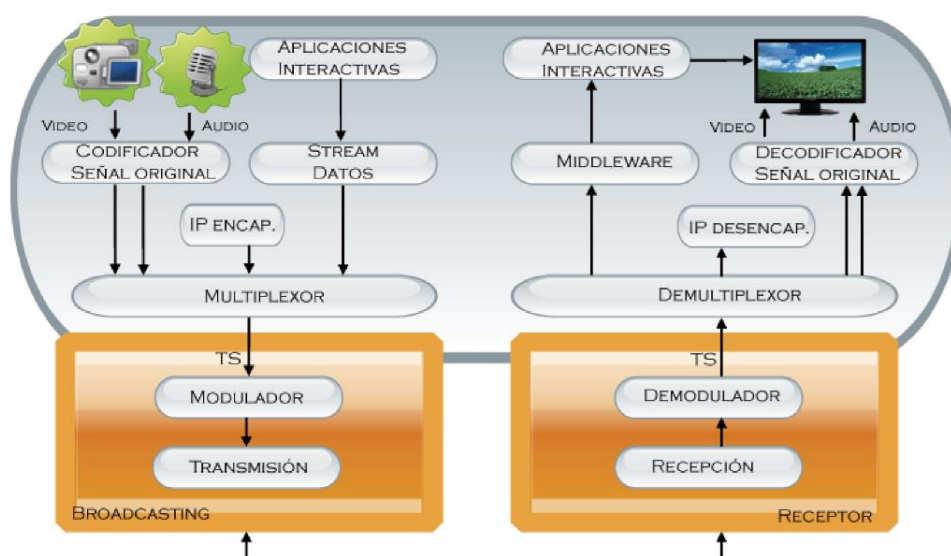 APLICACIONES
INTERACTIVAS
VIDEO
AUDIO
CODIFICADOR
SEÑAL ORIGINAL
STREAM
DATOS
IP ENCAP.
MULTIPLEXOR
TS
MODULADOR
TRANSMISIÓN
BROADCASTING
APLICACIONES
INTERACTIVAS
VIDEO
AUDIO
MIDDLEWARE
DECODIFICADOR
SEÑAL ORIGINAL
IP DESENCAP.
DEMULTIPLEXOR
TS
DEMODULADOR
RECEPCIÓN
RECEPTOR